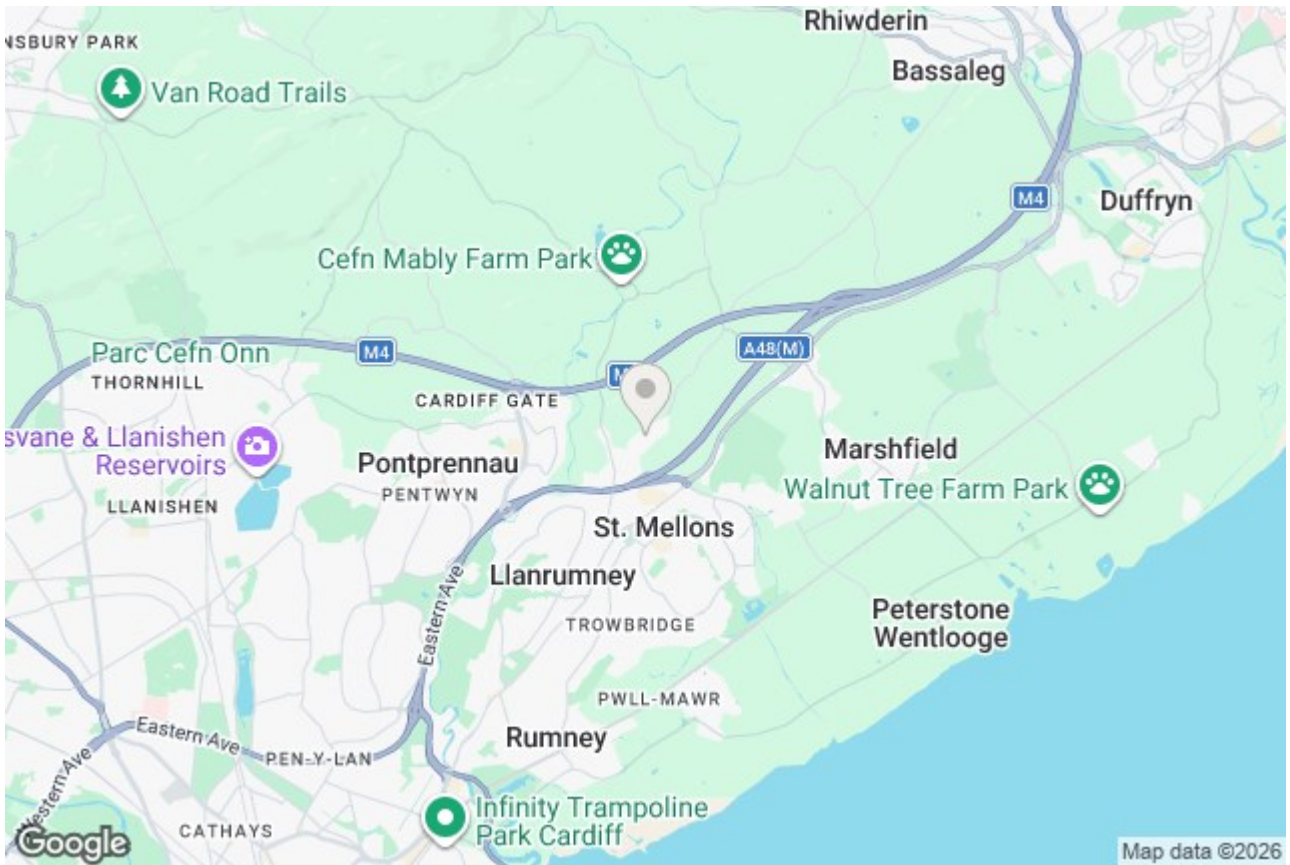 Rhiwderin
NSBURY PARK
Bassaleg
Van Road Trails
M4
Duffryn
Cefn Mably Farm Park
A48(M)
Parc Cefn Onn
M4
THORNHILL
CARDIFF GATE
svane & Llanishen
Reservoirs
Pontprennau
Marshfield
PENTWYN
Walnut Tree Farm Park
LLANISHEN
St. Mellons
Llanrumney
Eastern Ave
TROWBRIDGE
Peterstone
Wentlooge
PWLL-MAWR
Eastern Ave
Rumney
PEN-Y-LAN
Western Ave
Infinity Trampoline
Park Cardiff
CATHAYS
Google
Map data ©2026